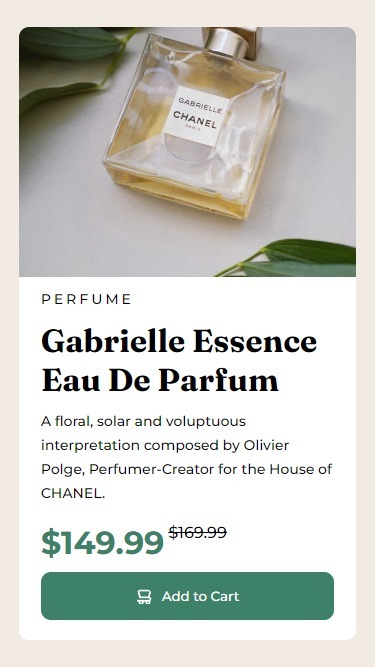 GABRIELLE
CHANEL
PARIS
PERFUME
Gabrielle Essence
Eau De Parfum
A floral, solar and voluptuous
interpretation composed by Olivier
Polge, Perfumer-Creator for the House of
CHANEL.
$149.99 $169.99
Add to Cart